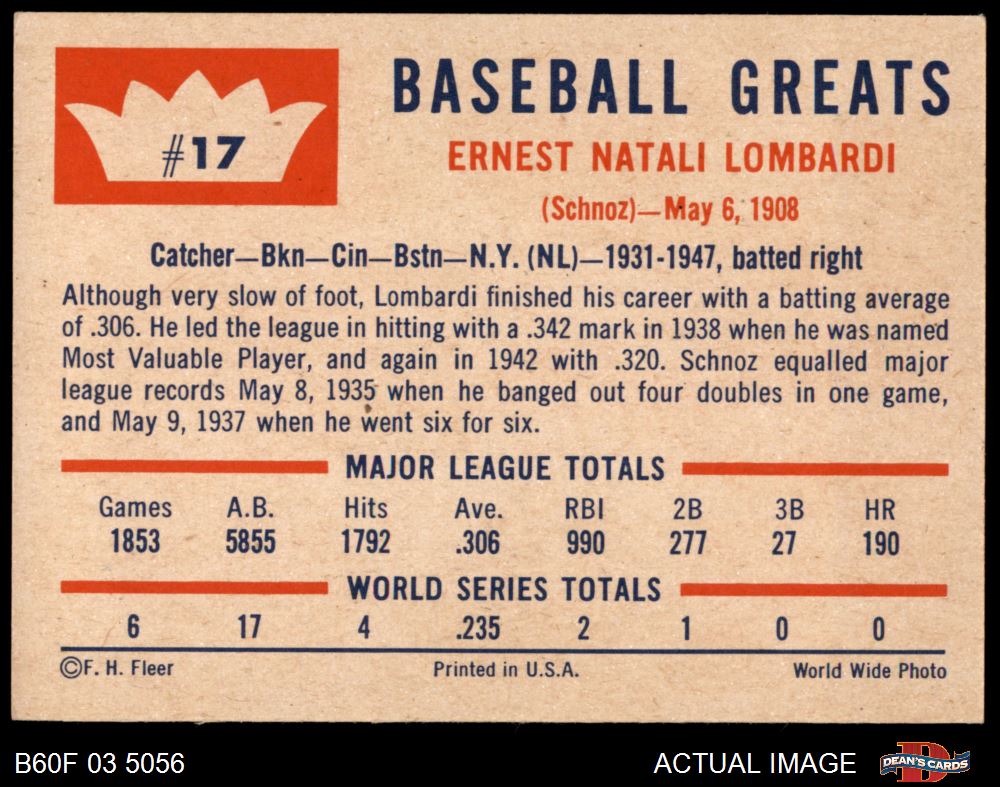 #17
BASEBALL GREATS
ERNEST NATALI LOMBARDI
(Schnoz)—May 6, 1908
Catcher—Bkn—Cin—Bstn—N.Y. (NL)—1931-1947, batted right
Although very slow of foot, Lombardi finished his career with a batting average
of .306. He led the league in hitting with a .342 mark in 1938 when he was named
Most Valuable Player, and again in 1942 with .320. Schnoz equalled major
league records May 8, 1935 when he banged out four doubles in one game,
and May 9, 1937 when he went six for six.
MAJOR LEAGUE TOTALS
Games A.B. Hits Ave. RBI 2B 3B HR
1853 5855 1792 .306 990 277 27 190
WORLD SERIES TOTALS
6 17 4 .235 2 1 0 0
©F. H. Fleer Printed in U.S.A. World Wide Photo
B60F 03 5056 ACTUAL IMAGE D DEAN'S CARDS